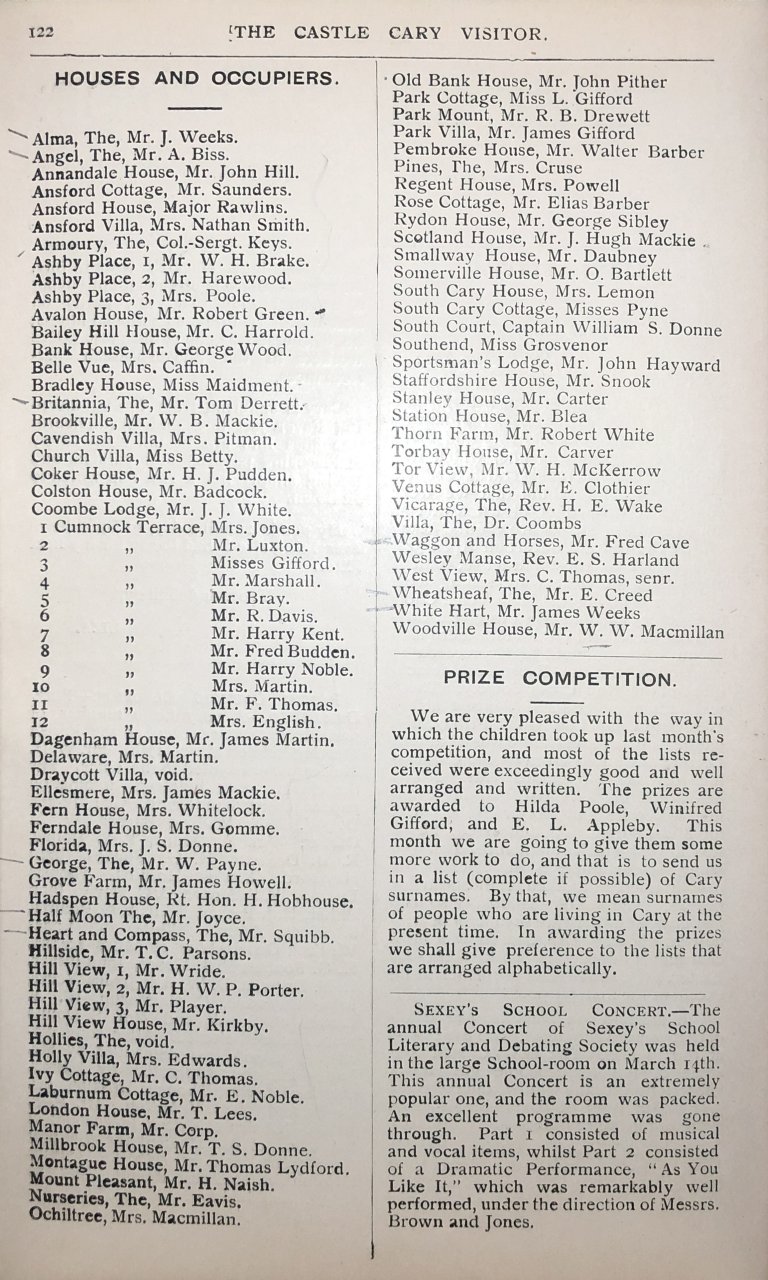 122
THE CASTLE CARY VISITOR.
HOUSES AND OCCUPIERS.
Alma, The, Mr. J. Weeks.
Angel, The, Mr. A. Biss.
Annandale House, Mr. John Hill.
Ansford Cottage, Mr. Saunders.
Ansford House, Major Rawlins.
Ansford Villa, Mrs. Nathan Smith.
Armoury, The, Col.-Sergt. Keys.
Ashby Place, 1, Mr. W. H. Brake.
Ashby Place, 2, Mr. Harewood.
Ashby Place, 3, Mrs. Poole.
Avalon House, Mr. Robert Green.
Bailey Hill House, Mr. C. Harrold.
Bank House, Mr. George Wood.
Belle Vue, Mrs. Caffin.
Bradley House, Miss Maidment.
Britannia, The, Mr. Tom Derrett.
Brookville, Mr. W. B. Mackie.
Cavendish Villa, Mrs. Pitman.
Church Villa, Miss Betty.
Coker House, Mr. H. J. Pudden.
Colston House, Mr. Badcock.
Coombe Lodge, Mr. J. J. White.
1 Cumnock Terrace, Mrs. Jones.
2 „ Mr. Luxton.
3 „ Misses Gifford.
4 „ Mr. Marshall.
5 „ Mr. Bray.
6 „ Mr. R. Davis.
7 „ Mr. Harry Kent.
8 „ Mr. Fred Budden.
9 „ Mr. Harry Noble.
10 „ Mrs. Martin.
11 „ Mr. F. Thomas.
12 „ Mrs. English.
Dagenham House, Mr. James Martin.
Delaware, Mrs. Martin.
Draycott Villa, void.
Ellesmere, Mrs. James Mackie.
Fern House, Mrs. Whitelock.
Ferndale House, Mrs. Gomme.
Florida, Mrs. J. S. Donne.
George, The, Mr. W. Payne.
Grove Farm, Mr. James Howell.
Hadspen House, Rt. Hon. H. Hobhouse.
Half Moon The, Mr. Joyce.
Heart and Compass, The, Mr. Squibb.
Hillside, Mr. T. C. Parsons.
Hill View, 1, Mr. Wride.
Hill View, 2, Mr. H. W. P. Porter.
Hill View, 3, Mr. Player.
Hill View House, Mr. Kirkby.
Hollies, The, void.
Holly Villa, Mrs. Edwards.
Ivy Cottage, Mr. C. Thomas.
Laburnum Cottage, Mr. E. Noble.
London House, Mr. T. Lees.
Manor Farm, Mr. Corp.
Millbrook House, Mr. T. S. Donne.
Montague House, Mr. Thomas Lydford.
Mount Pleasant, Mr. H. Naish.
Nurseries, The, Mr. Eavis.
Ochiltree, Mrs. Macmillan.
Old Bank House, Mr. John Pither
Park Cottage, Miss L. Gifford
Park Mount, Mr. R. B. Drewett
Park Villa, Mr. James Gifford
Pembroke House, Mr. Walter Barber
Pines, The, Mrs. Cruse
Regent House, Mrs. Powell
Rose Cottage, Mr. Elias Barber
Rydon House, Mr. George Sibley
Scotland House, Mr. J. Hugh Mackie
Smallway House, Mr. Daubney
Somerville House, Mr. O. Bartlett
South Cary House, Mrs. Lemon
South Cary Cottage, Misses Pyne
South Court, Captain William S. Donne
Southend, Miss Grosvenor
Sportsman's Lodge, Mr. John Hayward
Staffordshire House, Mr. Snook
Stanley House, Mr. Carter
Station House, Mr. Blea
Thorn Farm, Mr. Robert White
Torbay House, Mr. Carver
Tor View, Mr. W. H. McKerrow
Venus Cottage, Mr. E. Clothier
Vicarage, The, Rev. H. E. Wake
Villa, The, Dr. Coombs
Waggon and Horses, Mr. Fred Cave
Wesley Manse, Rev. E. S. Harland
West View, Mrs. C. Thomas, senr.
Wheatsheaf, The, Mr. E. Creed
White Hart, Mr. James Weeks
Woodville House, Mr. W. W. Macmillan
PRIZE COMPETITION.
We are very pleased with the way in
which the children took up last month's
competition, and most of the lists re-
ceived were exceedingly good and well
arranged and written. The prizes are
awarded to Hilda Poole, Winifred
Gifford, and E. L. Appleby. This
month we are going to give them some
more work to do, and that is to send us
in a list (complete if possible) of Cary
surnames. By that, we mean surnames
of people who are living in Cary at the
present time. In awarding the prizes
we shall give preference to the lists that
are arranged alphabetically.
SEXEY'S SCHOOL CONCERT.—The
annual Concert of Sexey's School
Literary and Debating Society was held
in the large School-room on March 14th.
This annual Concert is an extremely
popular one, and the room was packed.
An excellent programme was gone
through. Part 1 consisted of musical
and vocal items, whilst Part 2 consisted
of a Dramatic Performance, "As You
Like It," which was remarkably well
performed, under the direction of Messrs.
Brown and Jones.